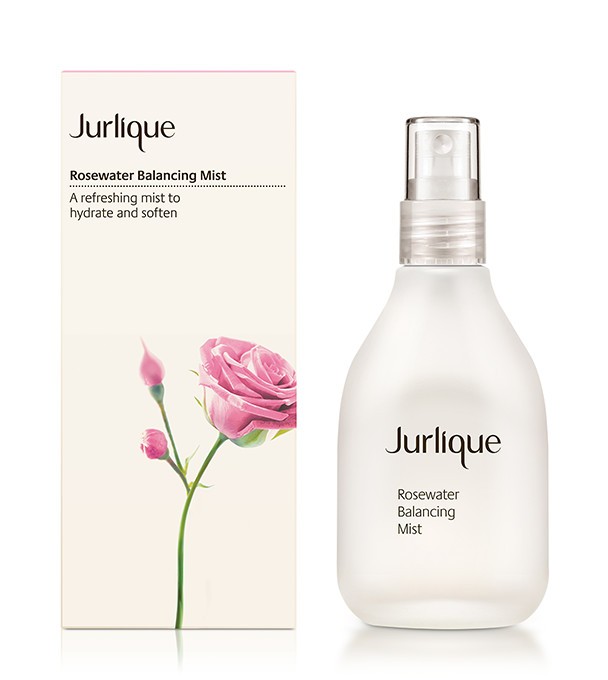 Jurlique
Rosewater Balancing Mist
A refreshing mist to
hydrate and soften
Jurlique
Rosewater
Balancing
Mist